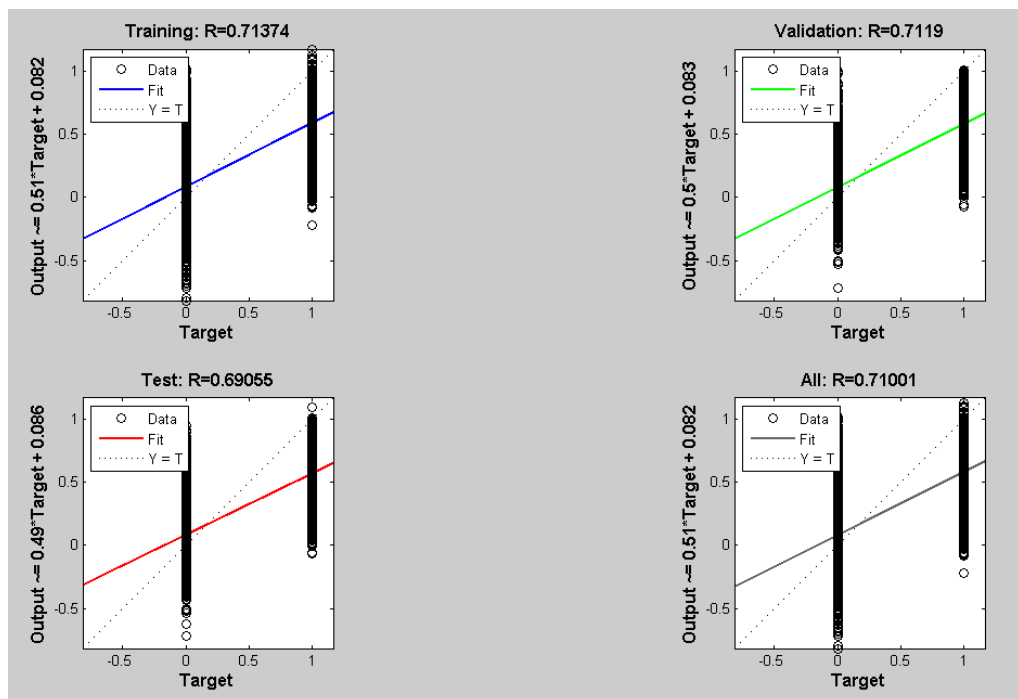 Training: R=0.71374
Output ~= 0.51*Target + 0.082
1
0.5
0
-0.5
Data
Fit
Y = T
-0.5 0 0.5 1
Target
Validation: R=0.7119
Output ~= 0.5*Target + 0.083
1
0.5
0
-0.5
Data
Fit
Y = T
-0.5 0 0.5 1
Target
Test: R=0.69055
Output ~= 0.49*Target + 0.086
1
0.5
0
-0.5
Data
Fit
Y = T
-0.5 0 0.5 1
Target
All: R=0.71001
Output ~= 0.51*Target + 0.082
1
0.5
0
-0.5
Data
Fit
Y = T
-0.5 0 0.5 1
Target